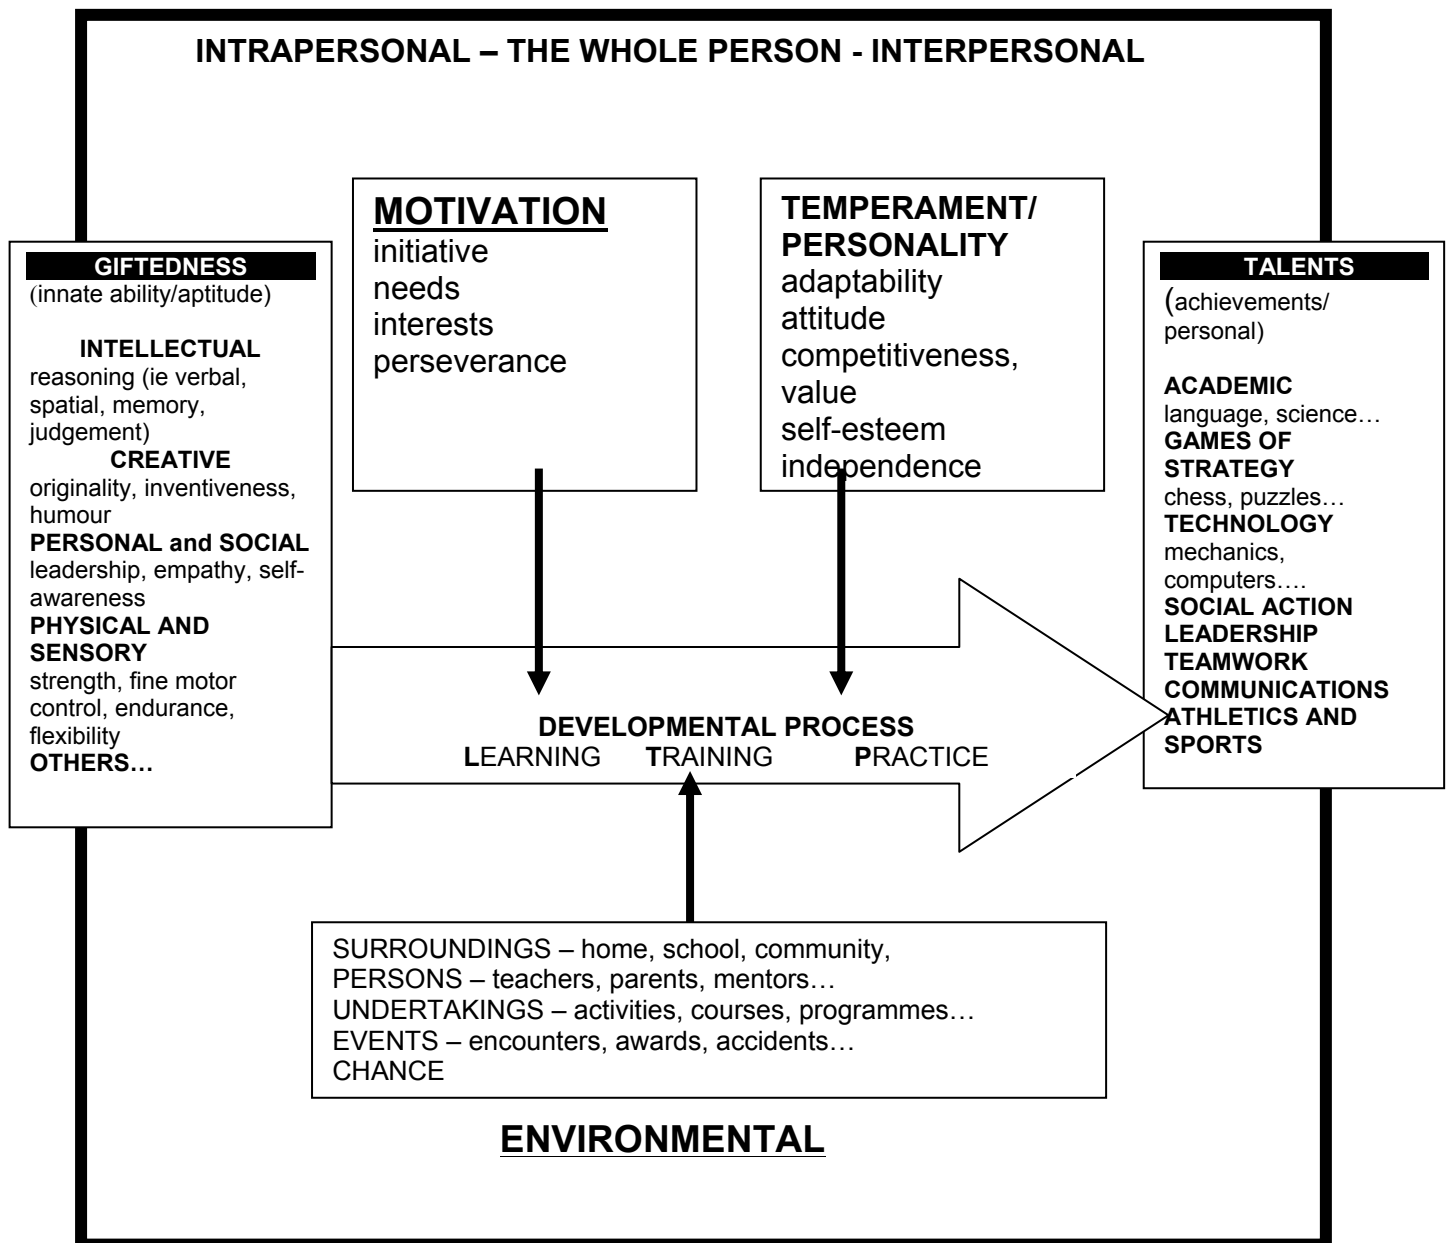 INTRAPERSONAL – THE WHOLE PERSON - INTERPERSONAL
MOTIVATION
initiative
needs
interests
perseverance
TEMPERAMENT/
PERSONALITY
adaptability
attitude
competitiveness,
value
self-esteem
independence
GIFTEDNESS
(innate ability/aptitude)
INTELLECTUAL
reasoning (ie verbal,
spatial, memory,
judgement)
CREATIVE
originality, inventiveness,
humour
PERSONAL and SOCIAL
leadership, empathy, self-
awareness
PHYSICAL AND
SENSORY
strength, fine motor
control, endurance,
flexibility
OTHERS…
DEVELOPMENTAL PROCESS
LEARNING TRAINING PRACTICE
TALENTS
(achievements/
personal)
ACADEMIC
language, science…
GAMES OF
STRATEGY
chess, puzzles…
TECHNOLOGY
mechanics,
computers….
SOCIAL ACTION
LEADERSHIP
TEAMWORK
COMMUNICATIONS
ATHLETICS AND
SPORTS
SURROUNDINGS – home, school, community,
PERSONS – teachers, parents, mentors…
UNDERTAKINGS – activities, courses, programmes…
EVENTS – encounters, awards, accidents…
CHANCE
ENVIRONMENTAL